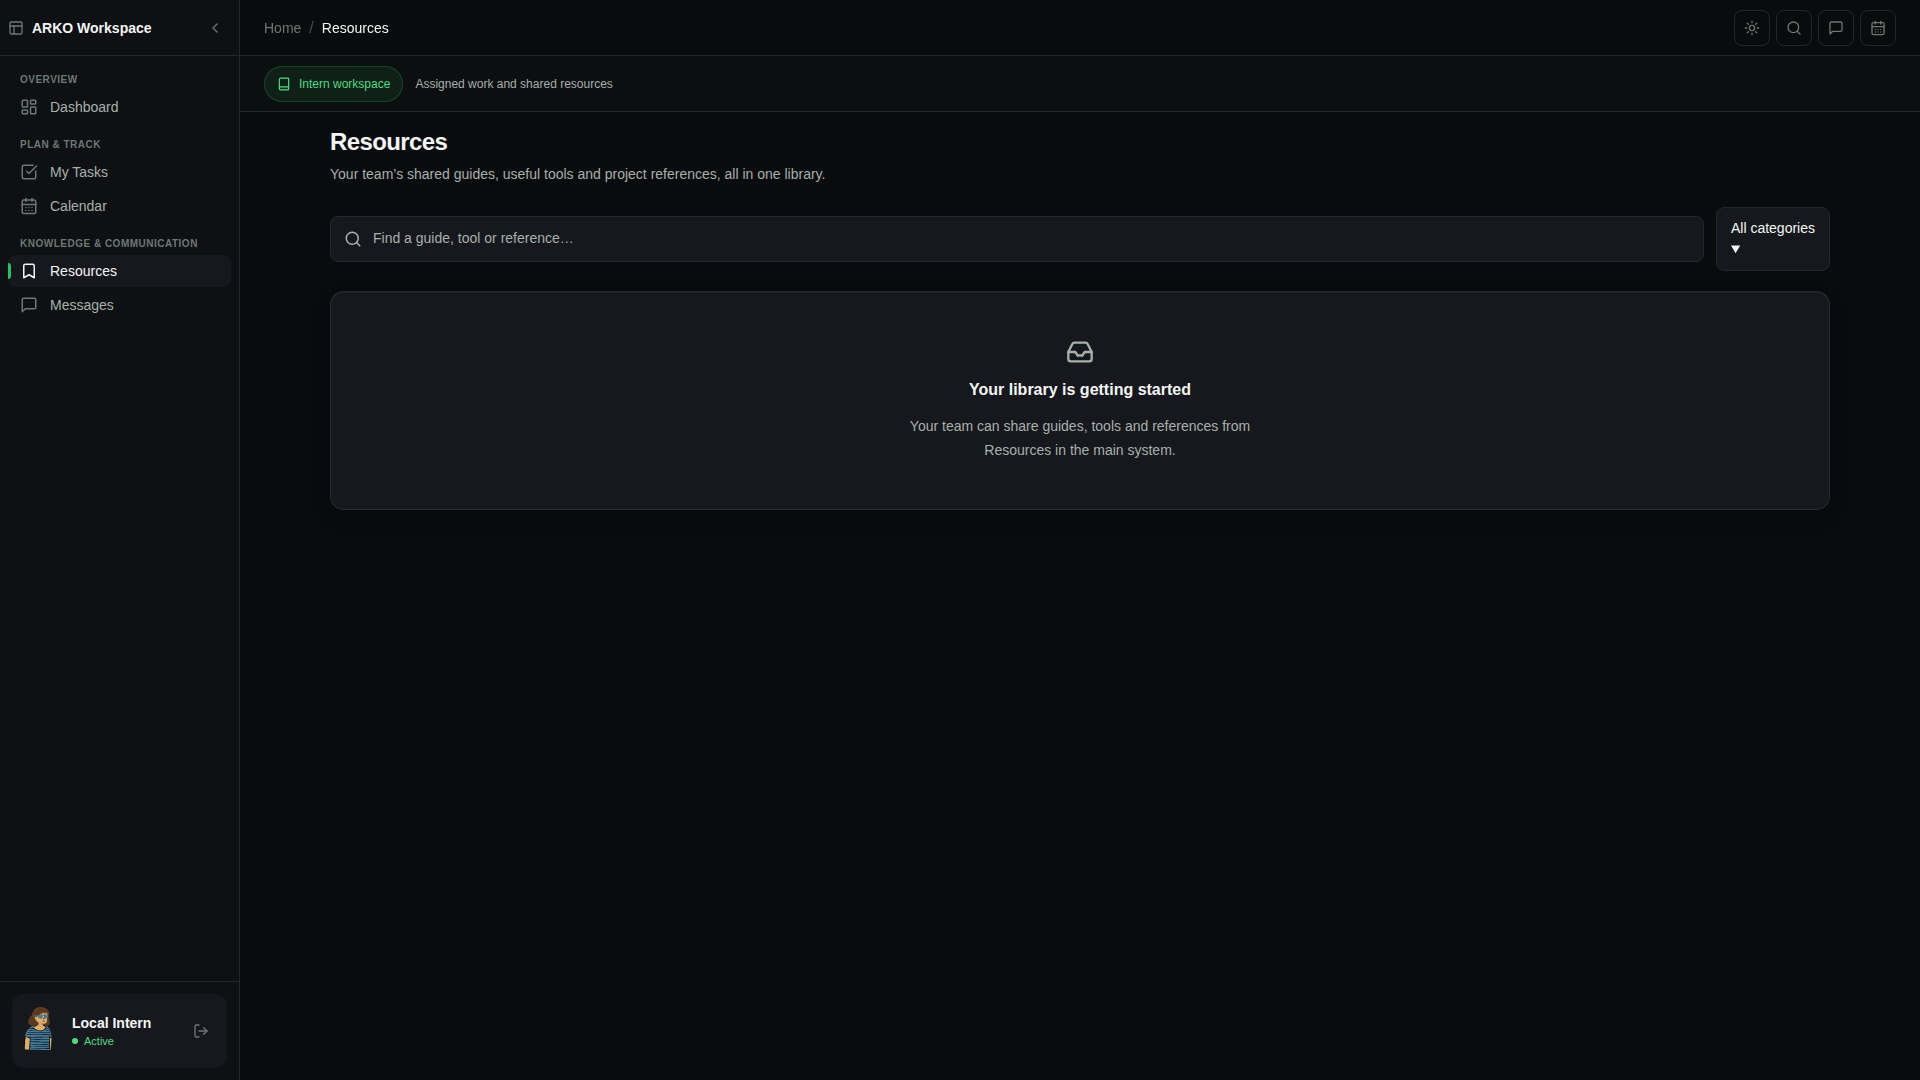 ARKO Workspace
OVERVIEW
Dashboard
PLAN & TRACK
My Tasks
Calendar
KNOWLEDGE & COMMUNICATION
Resources
Messages
Local Intern
Active
Home / Resources
Intern workspace
Assigned work and shared resources
Resources
Your team's shared guides, useful tools and project references, all in one library.
Find a guide, tool or reference…
All categories
Your library is getting started
Your team can share guides, tools and references from
Resources in the main system.